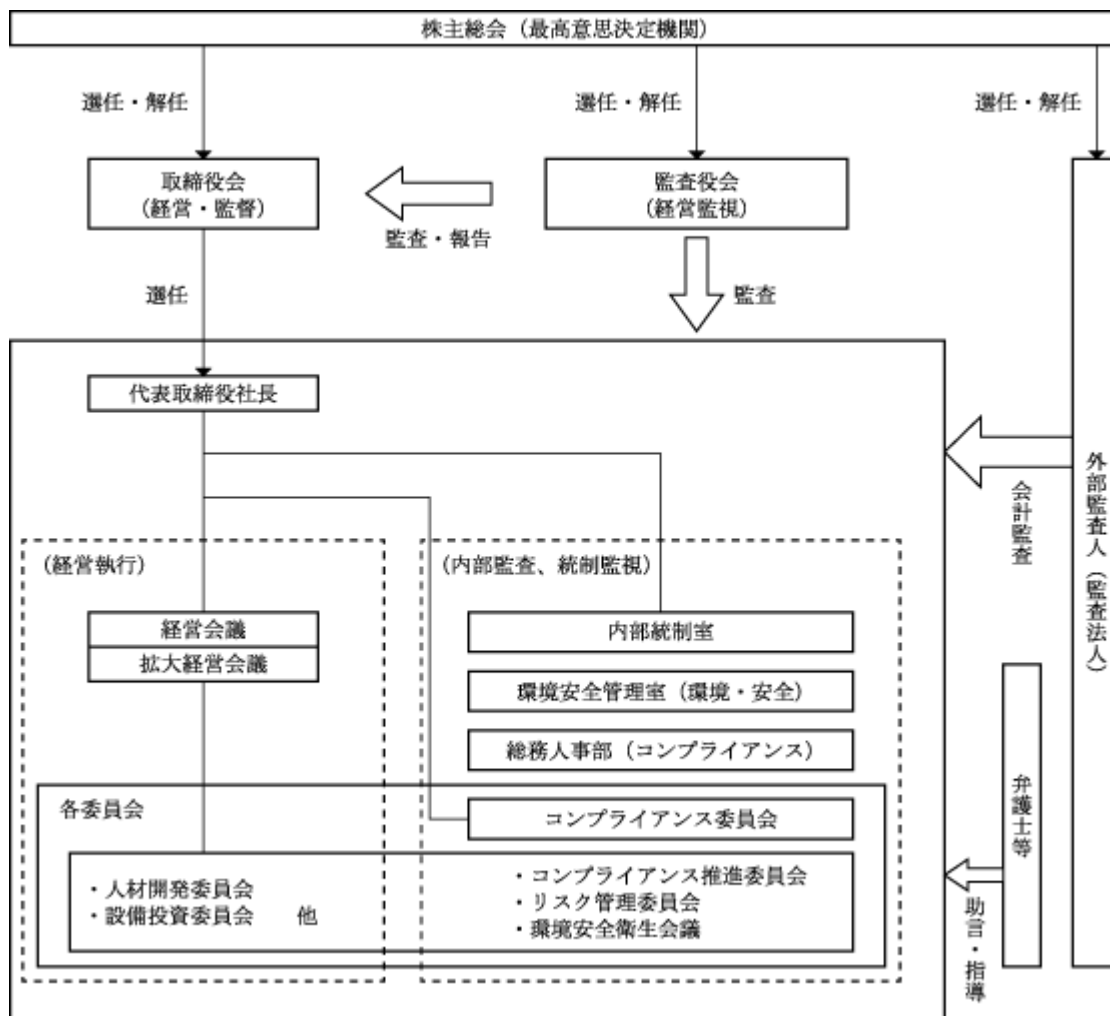 株主総会（最高意思決定機関）
選任・解任
選任・解任
選任・解任
取締役会
（経営・監督）
監査役会
（経営監視）
監査・報告
選任
監査
代表取締役社長
会計監査
外部監査人（監査法人）
（経営執行）
（内部監査、統制監視）
経営会議
拡大経営会議
内部統制室
環境安全管理室（環境・安全）
総務人事部（コンプライアンス）
各委員会
コンプライアンス委員会
・人材開発委員会
・設備投資委員会　他
・コンプライアンス推進委員会
・リスク管理委員会
・環境安全衛生会議
弁護士等
助言・指導